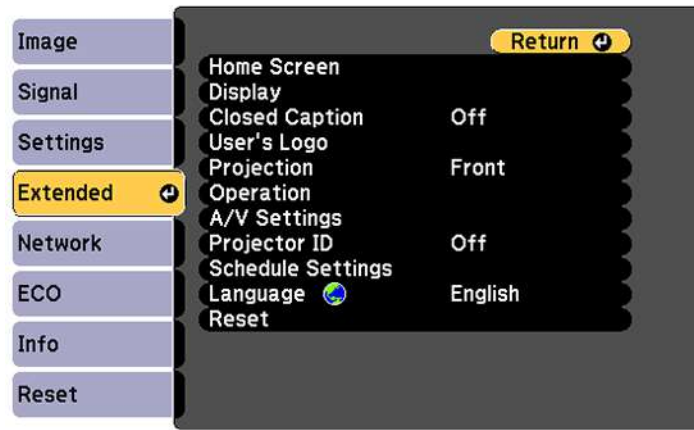 Image
Signal
Settings
Extended
Network
ECO
Info
Reset
Return
Home Screen
Display
Closed Caption Off
User's Logo
Projection Front
Operation
A/V Settings
Projector ID Off
Schedule Settings
Language English
Reset